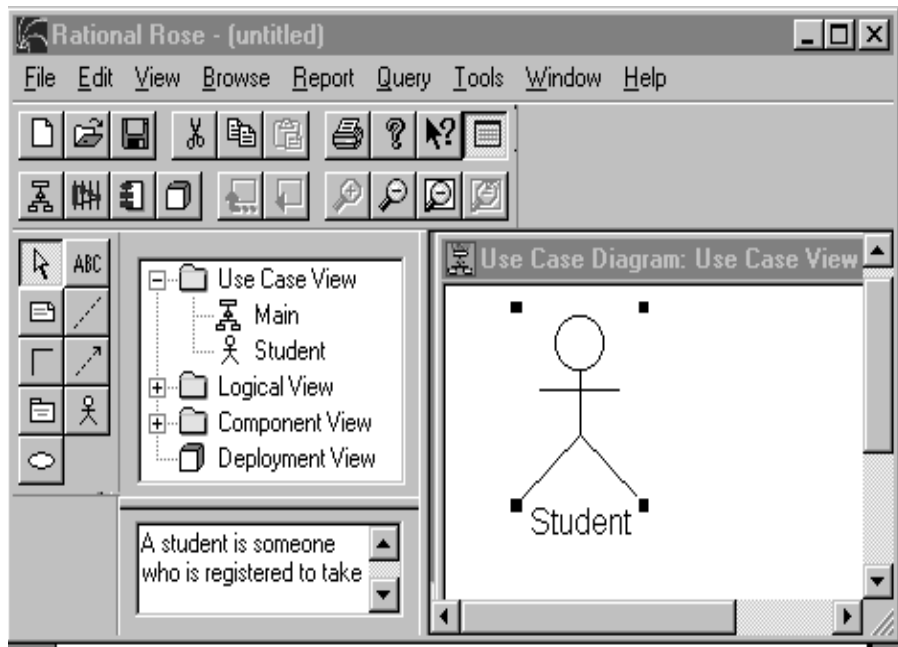 Rational Rose - (untitled)
File Edit View Browse Report Query Tools Window Help
ABC
Use Case View
Main
Student
Logical View
Component View
Deployment View
A student is someone
who is registered to take
Use Case Diagram: Use Case View
Student